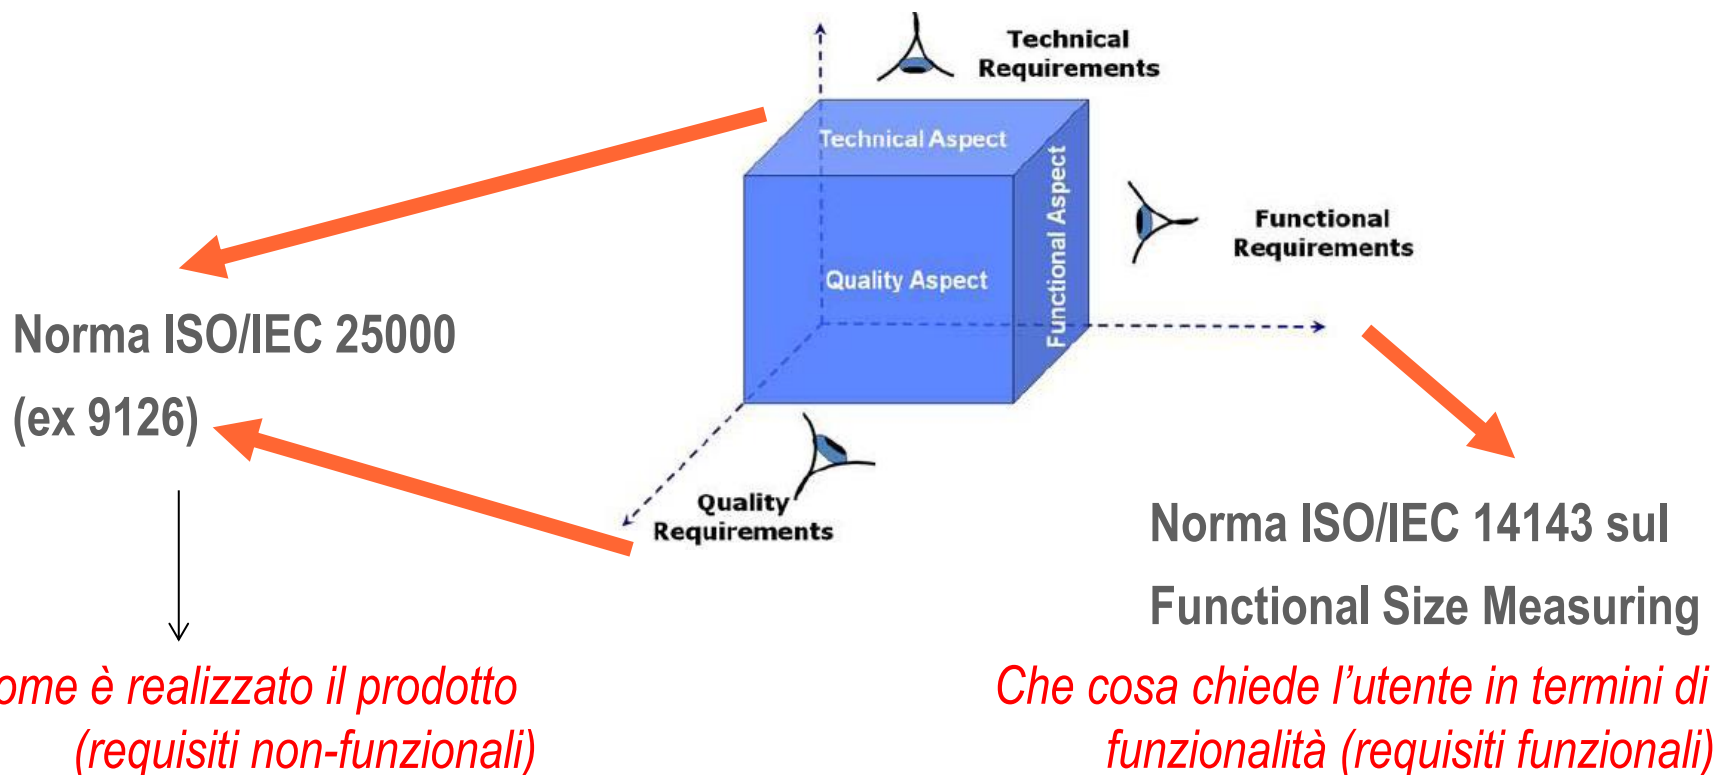 Technical
Requirements
Technical Aspect
Functional Aspect
Quality Aspect
Functional
Requirements
Quality
Requirements
Norma ISO/IEC 25000
(ex 9126)
Norma ISO/IEC 14143 sul
Functional Size Measuring
ome è realizzato il prodotto
(requisiti non-funzionali)
Che cosa chiede l’utente in termini di
funzionalità (requisiti funzionali)